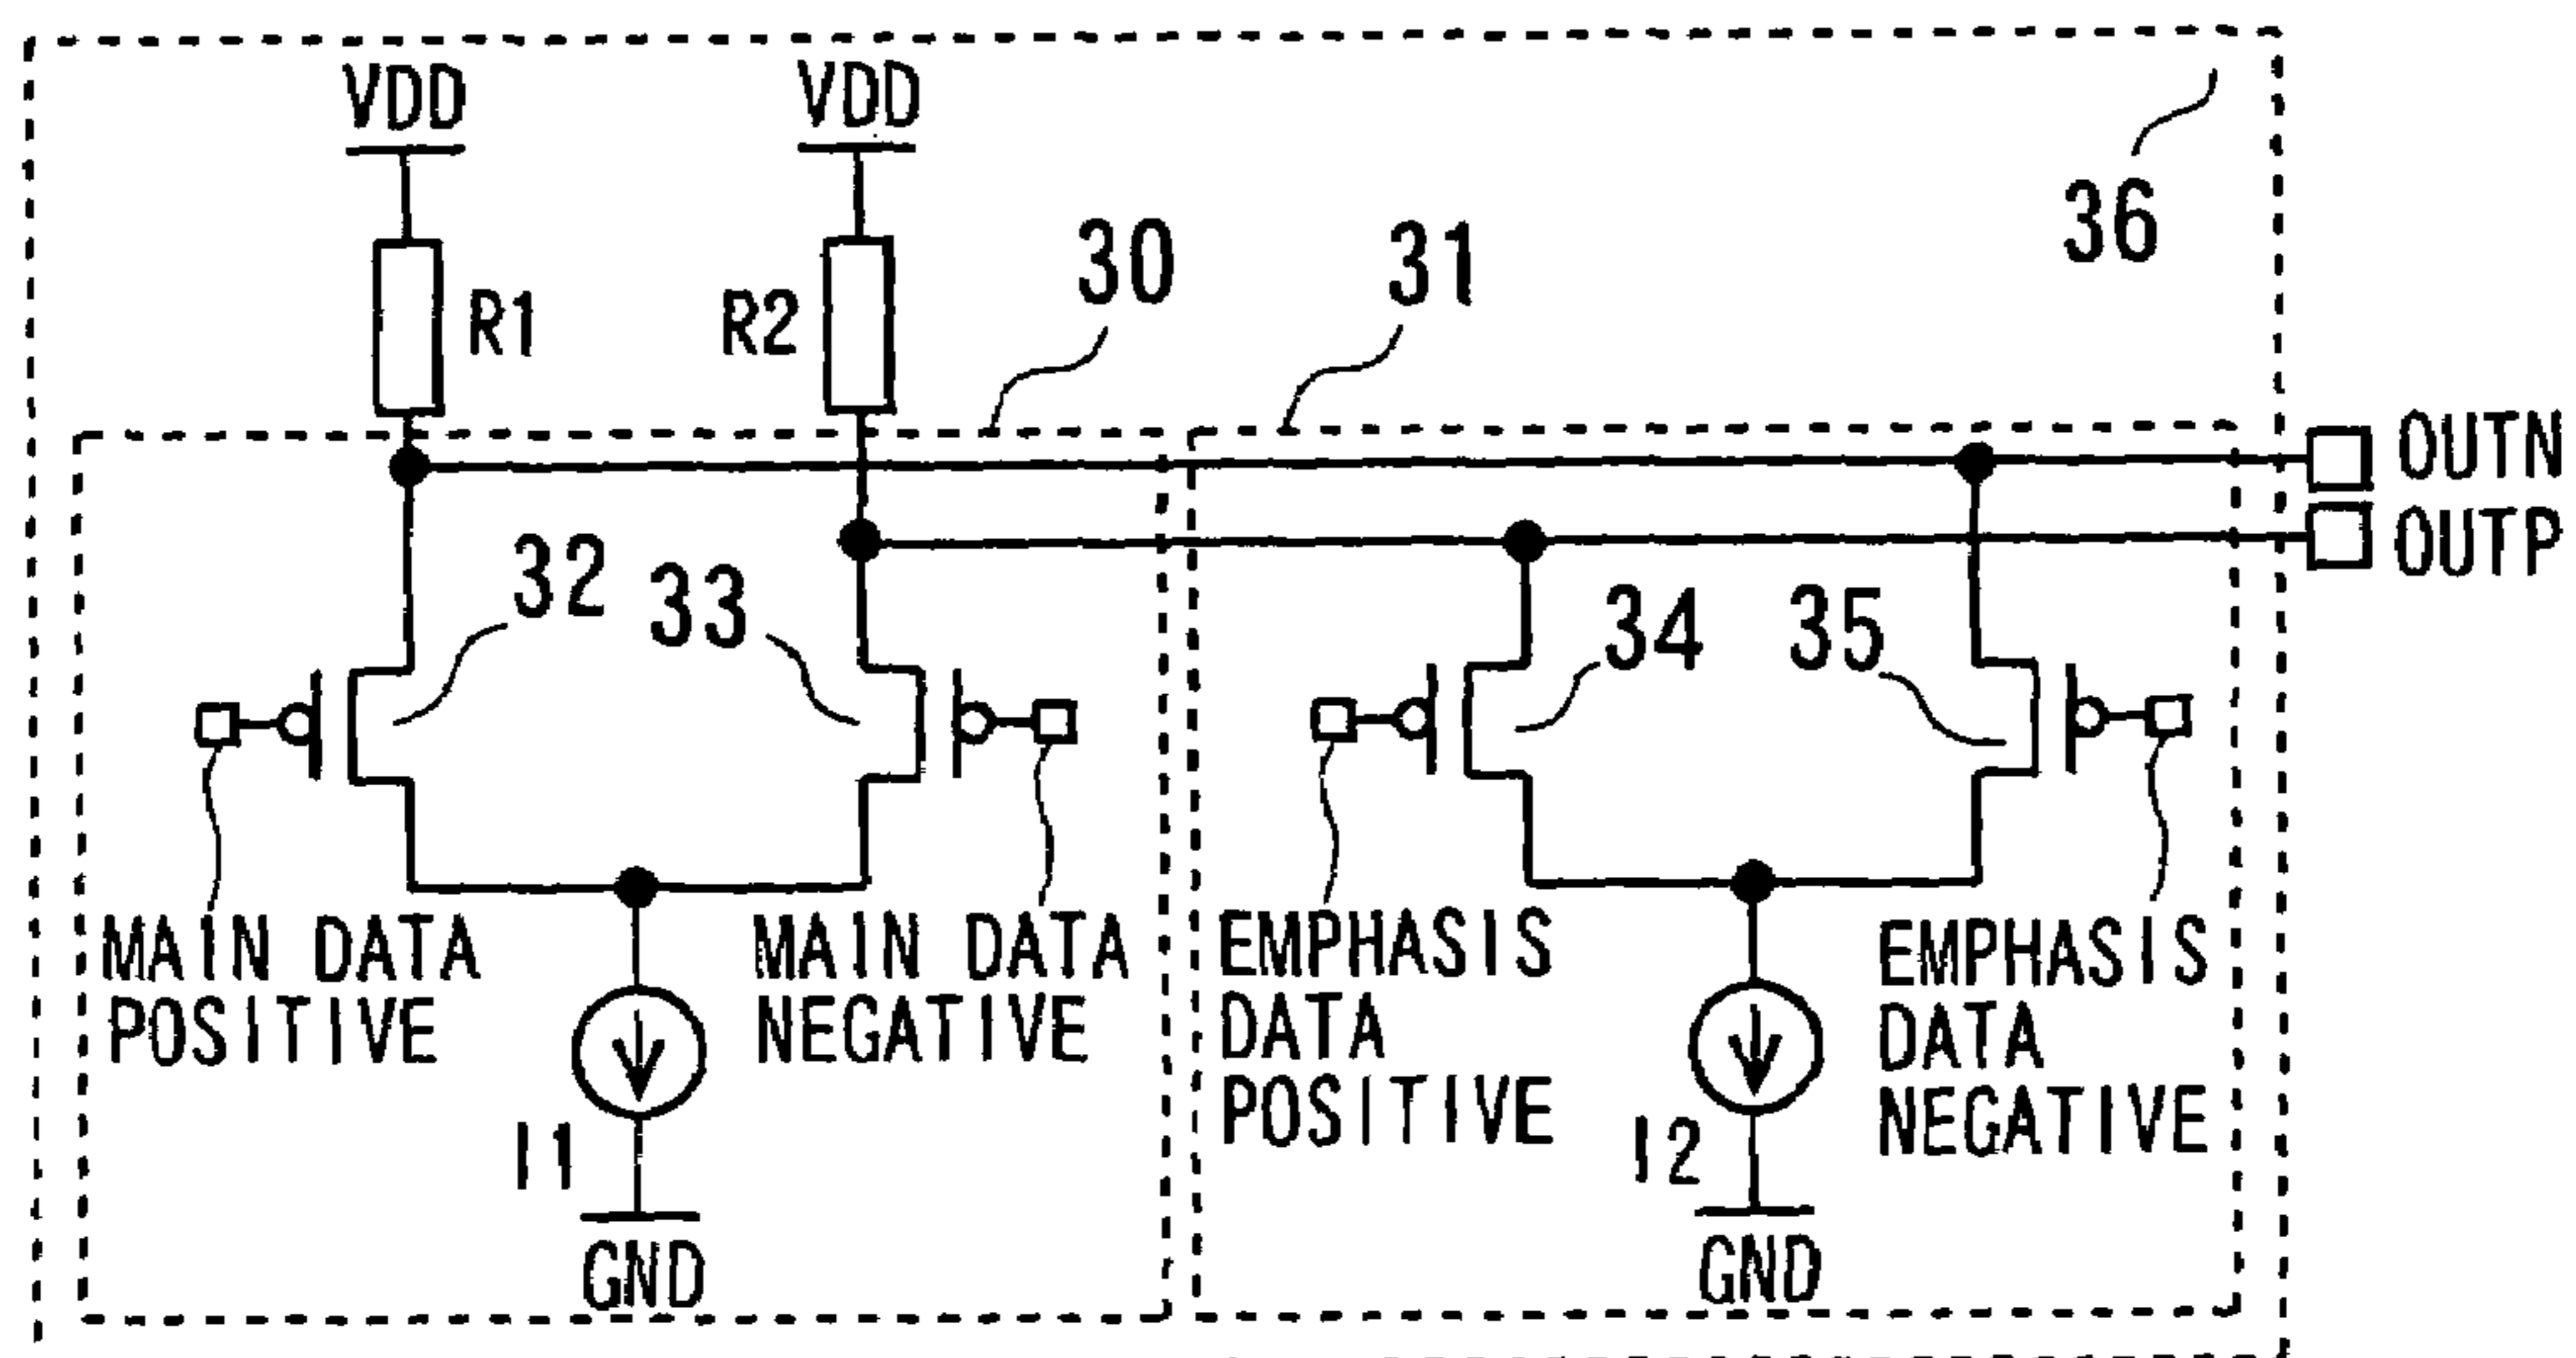 VDD
VDD
36
30
31
R1
R2
OUTN
OUTP
32
33
34
35
MAIN DATA
POSITIVE
MAIN DATA
NEGATIVE
EMPHASIS
DATA
POSITIVE
EMPHASIS
DATA
NEGATIVE
I1
I2
GND
GND